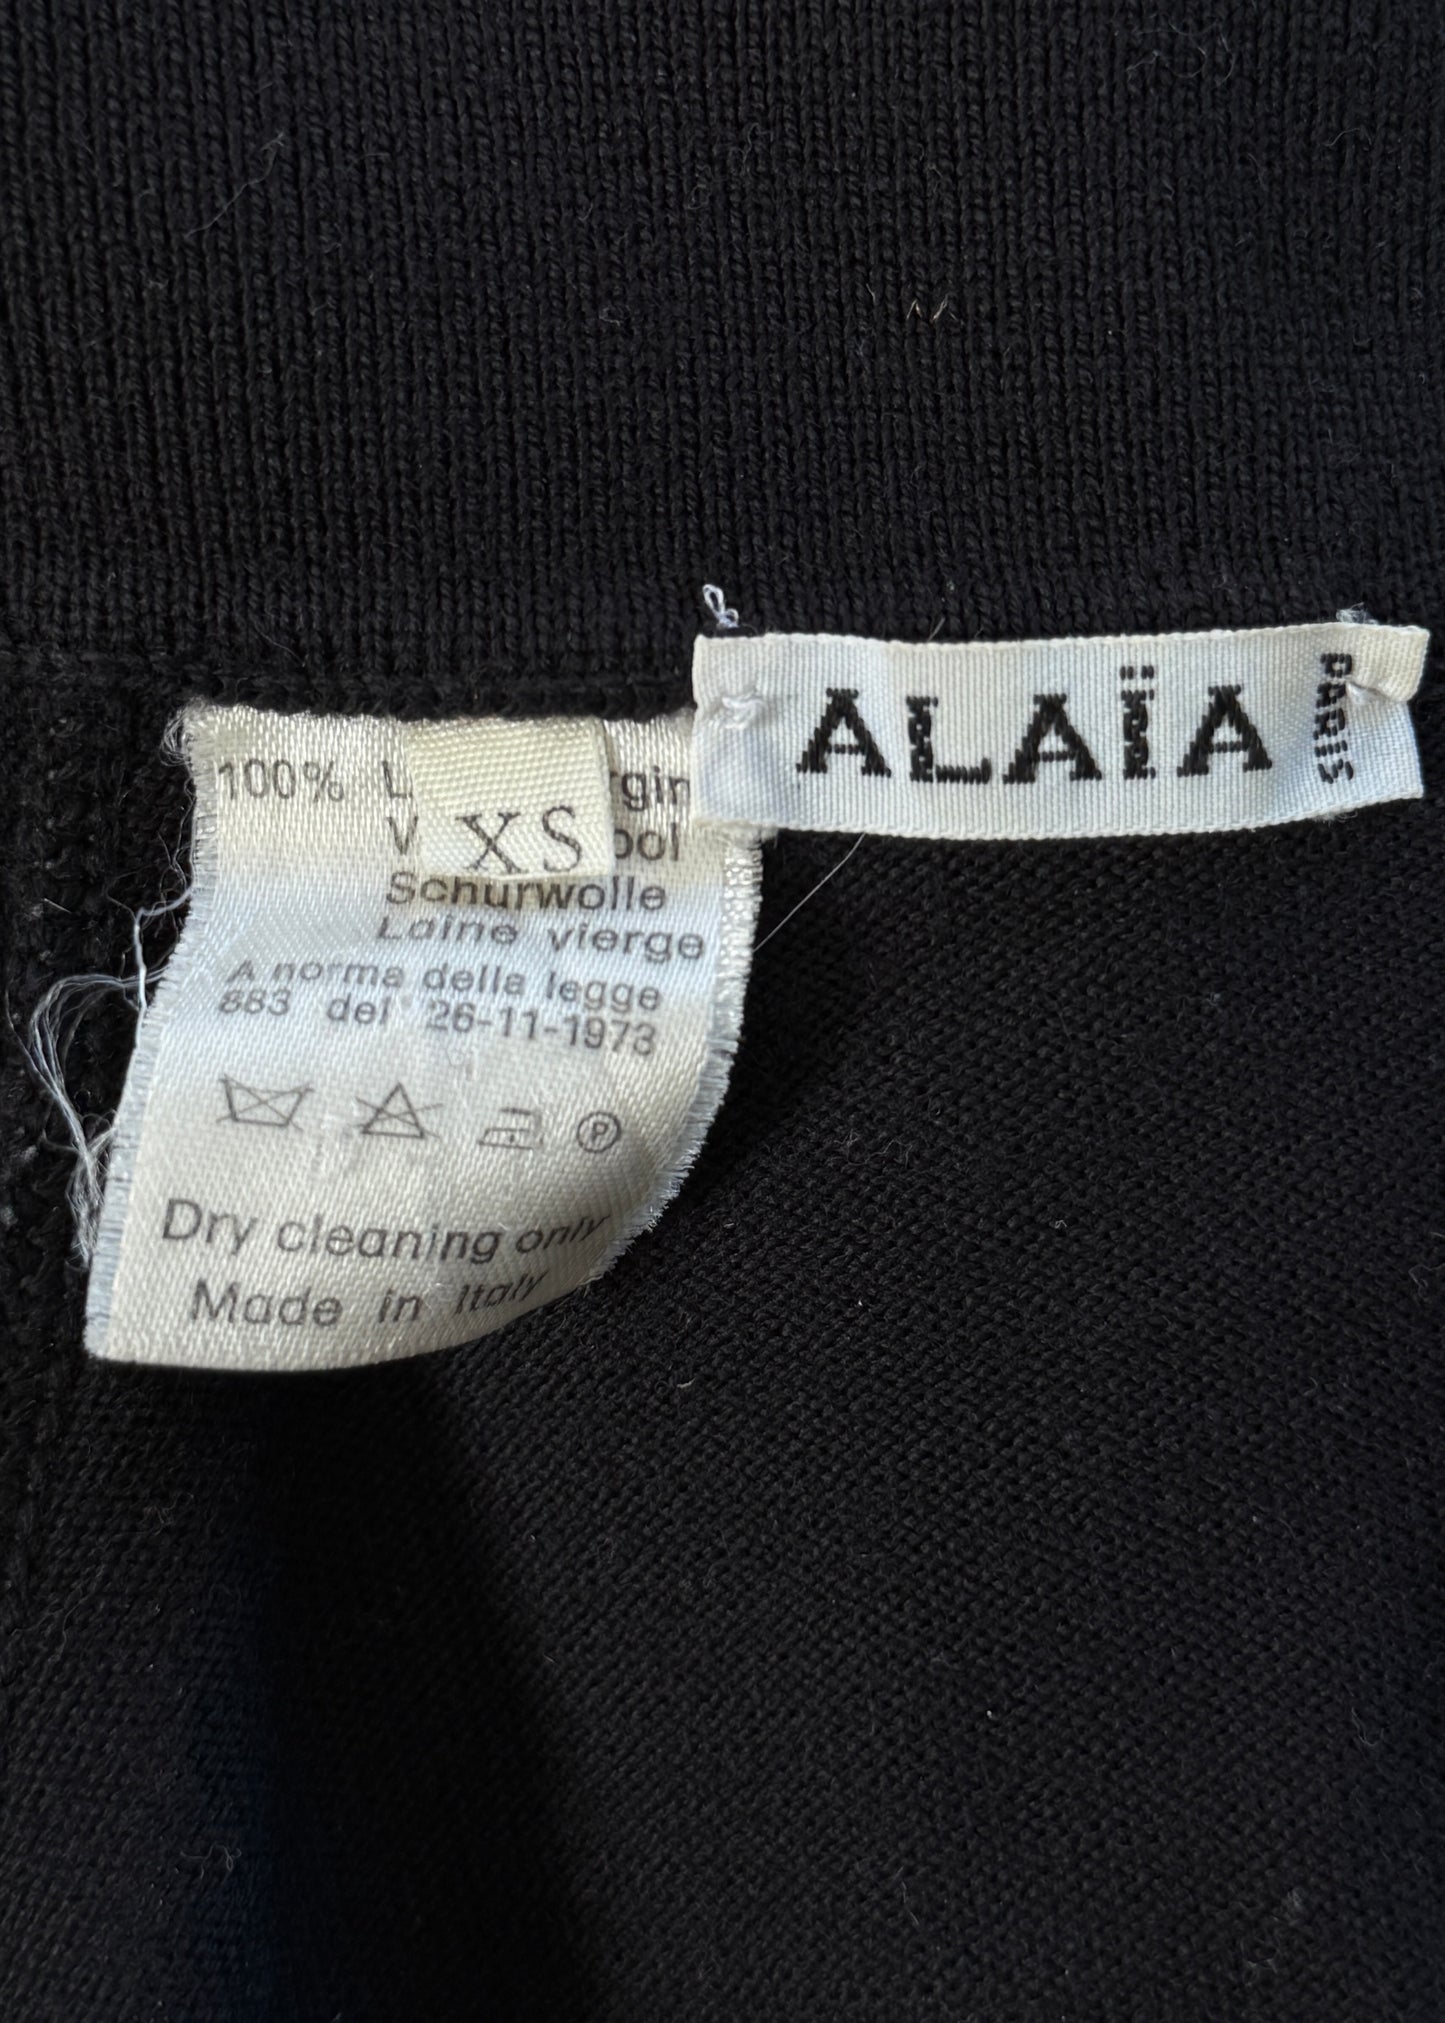 ALAÏA PARIS
100%
XS
Schurwolle
Laine vierge
A norma della legge
883 del 26-11-1973
P
Dry cleaning only
Made in Italy